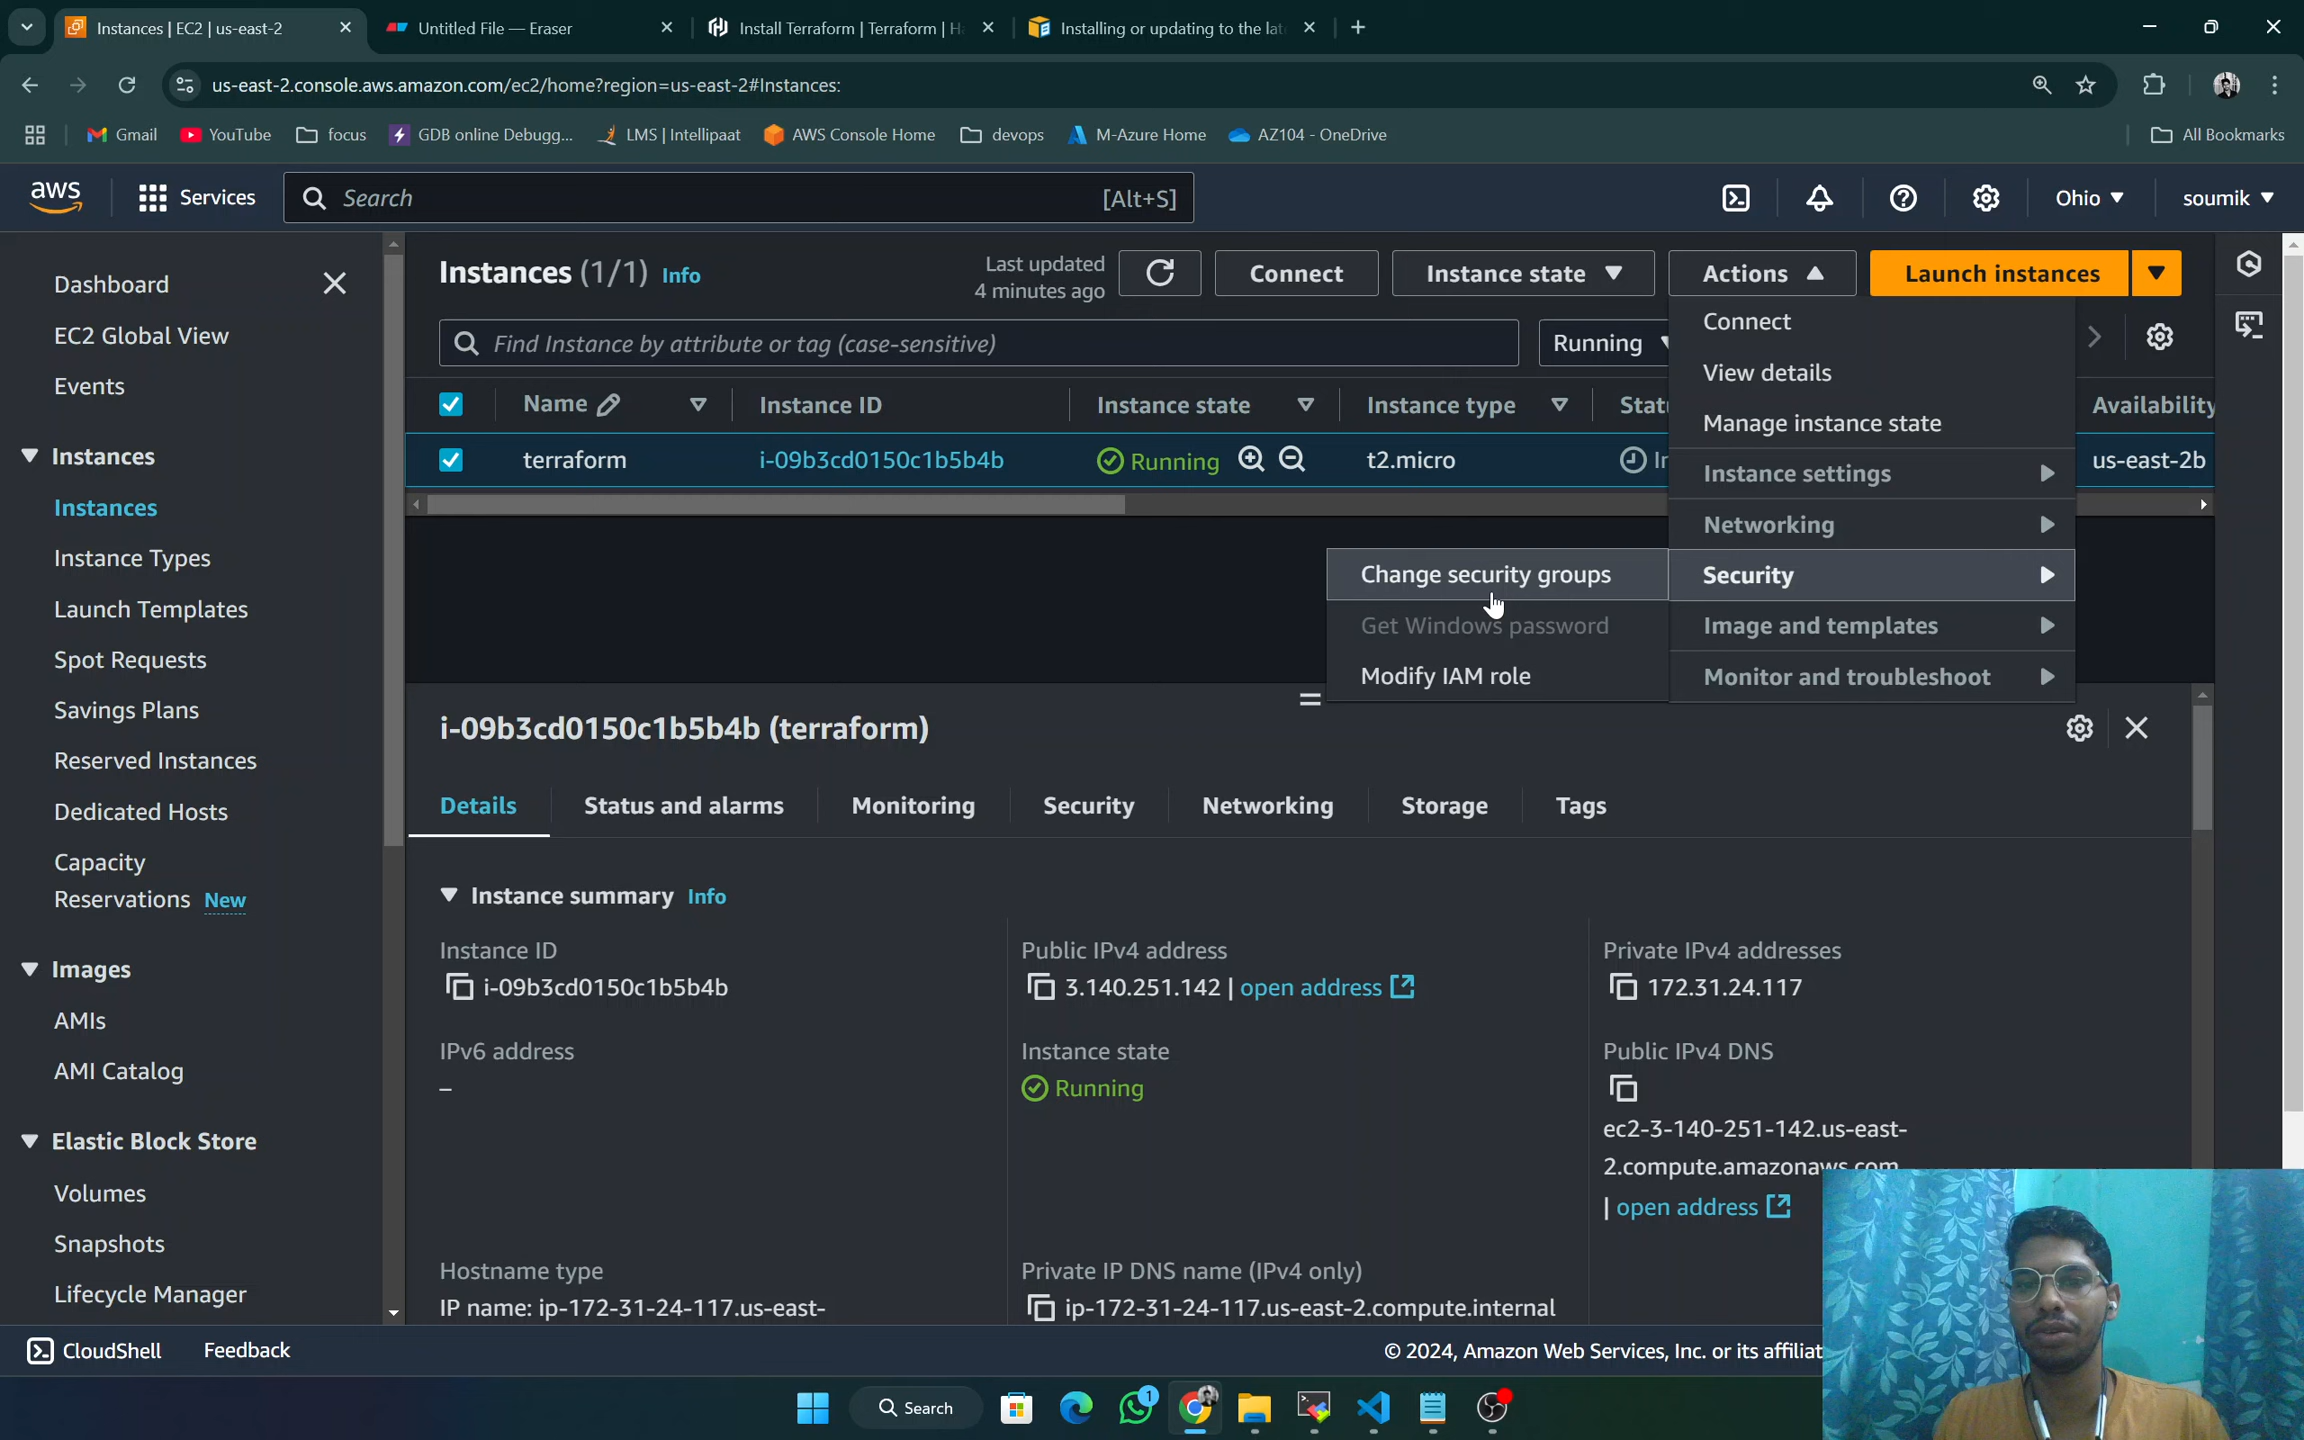 Instances | EC2 | us-east-2
Untitled File — Eraser
Install Terraform | Terraform | Ha
Installing or updating to the late
us-east-2.console.aws.amazon.com/ec2/home?region=us-east-2#Instances:
Gmail
YouTube
focus
GDB online Debugg...
LMS | Intellipaat
AWS Console Home
devops
M-Azure Home
AZ104 - OneDrive
All Bookmarks
aws
Services
Search
[Alt+S]
Ohio
soumik
Dashboard
EC2 Global View
Events
Instances
Instances
Instance Types
Launch Templates
Spot Requests
Savings Plans
Reserved Instances
Dedicated Hosts
Capacity
Reservations New
Images
AMIs
AMI Catalog
Elastic Block Store
Volumes
Snapshots
Lifecycle Manager
Instances (1/1) Info
Last updated
4 minutes ago
Connect
Instance state
Actions
Launch instances
Find Instance by attribute or tag (case-sensitive)
Running
Name
Instance ID
Instance state
Instance type
Stat
Availability
terraform
i-09b3cd0150c1b5b4b
Running
t2.micro
In
us-east-2b
Connect
View details
Manage instance state
Instance settings
Networking
Security
Image and templates
Monitor and troubleshoot
Change security groups
Get Windows password
Modify IAM role
i-09b3cd0150c1b5b4b (terraform)
Details
Status and alarms
Monitoring
Security
Networking
Storage
Tags
Instance summary Info
Instance ID
i-09b3cd0150c1b5b4b
Public IPv4 address
3.140.251.142 | open address
Private IPv4 addresses
172.31.24.117
IPv6 address
–
Instance state
Running
Public IPv4 DNS
ec2-3-140-251-142.us-east-
2.compute.amazonaws.com
| open address
Hostname type
IP name: ip-172-31-24-117.us-east-
Private IP DNS name (IPv4 only)
ip-172-31-24-117.us-east-2.compute.internal
CloudShell
Feedback
© 2024, Amazon Web Services, Inc. or its affiliat
Search
1